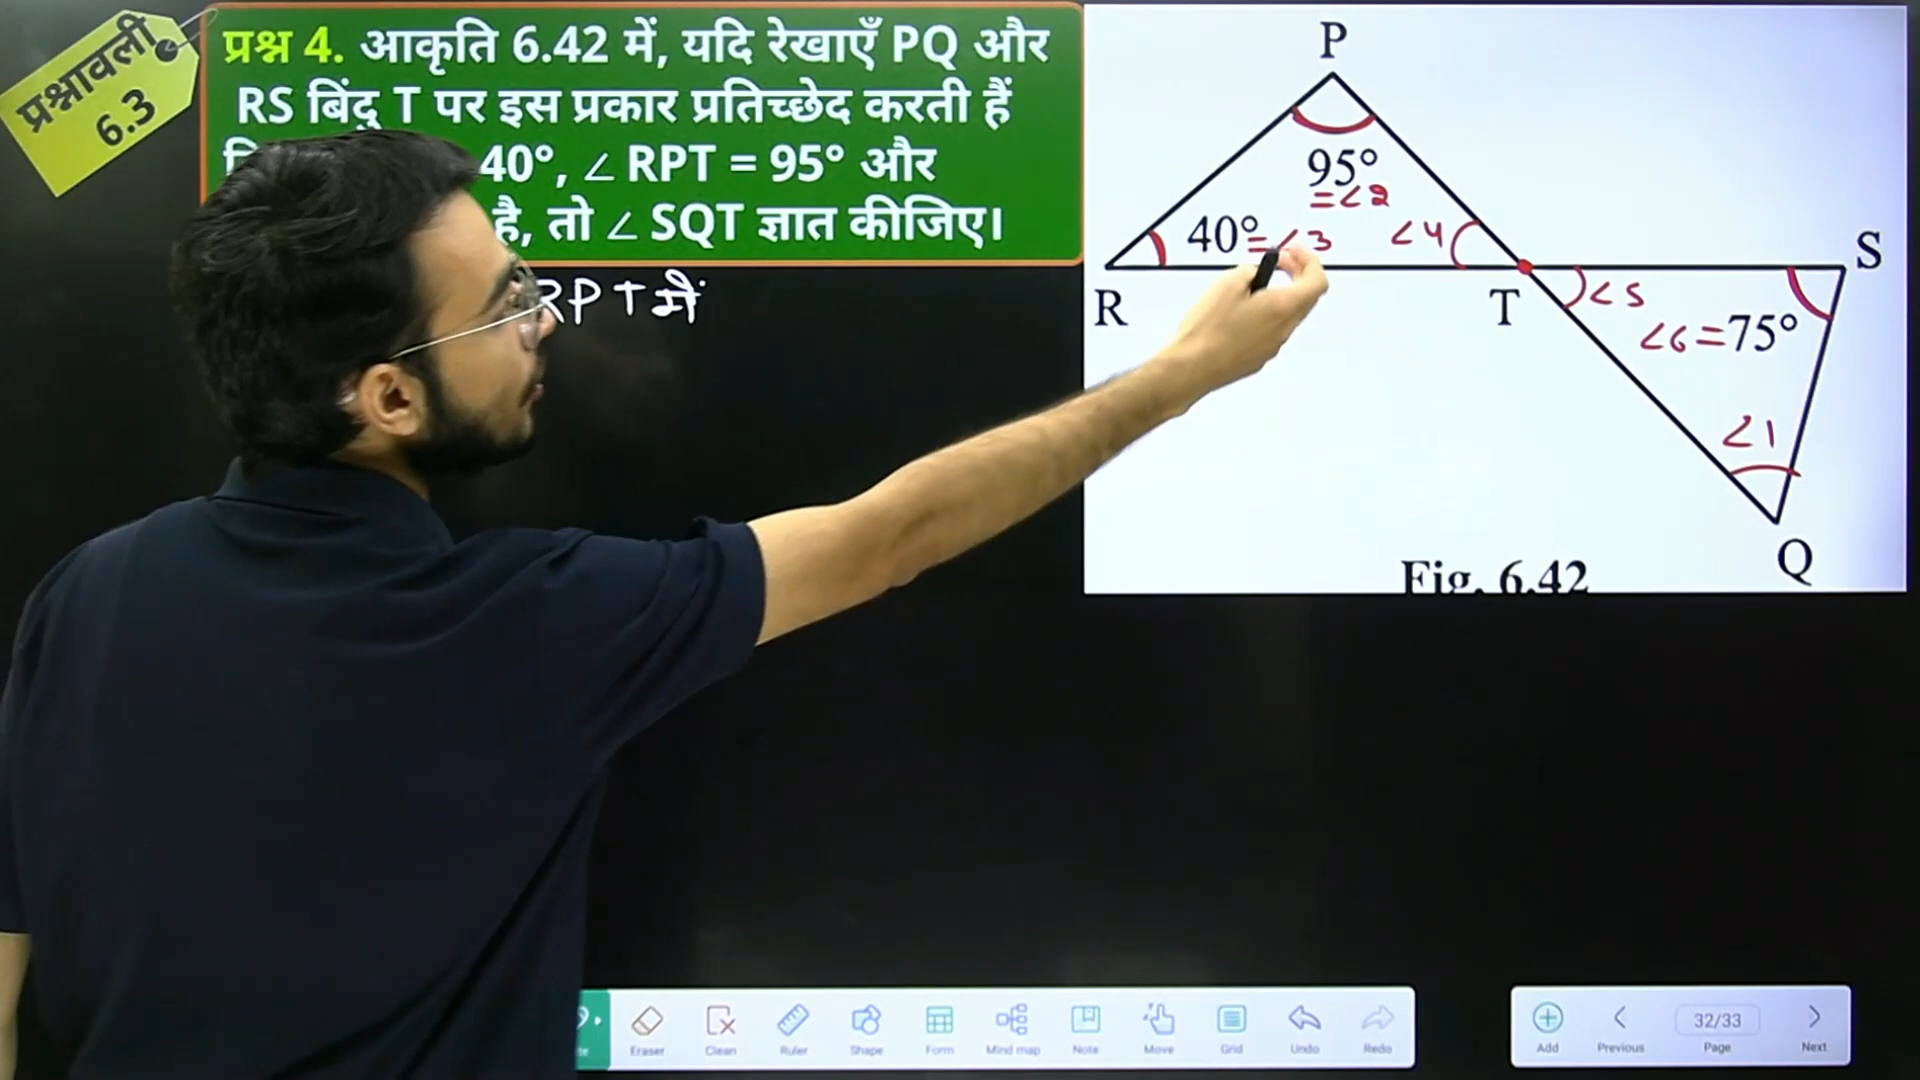 प्रश्नावली
6.3
प्रश्न 4. आकृति 6.42 में, यदि रेखाएँ PQ और
RS बिंदु T पर इस प्रकार प्रतिच्छेद करती हैं
40°, ∠ RPT = 95° और
है, तो ∠ SQT ज्ञात कीजिए।
RPT में
P
95°
=∠2
40°=∠3
∠4
S
R
T
∠5
∠6=75°
∠1
Q
Fig. 6.42
Eraser
Clean
Ruler
Shape
Form
Mind map
Note
Move
Grid
Undo
Redo
Add
Previous
32/33
Page
Next